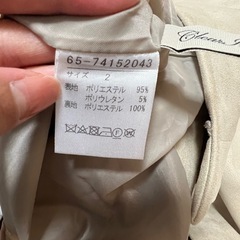 65-74152043
サイズ 2
表地 ポリエステル 95%
ポリウレタン 5%
裏地 ポリエステル 100%